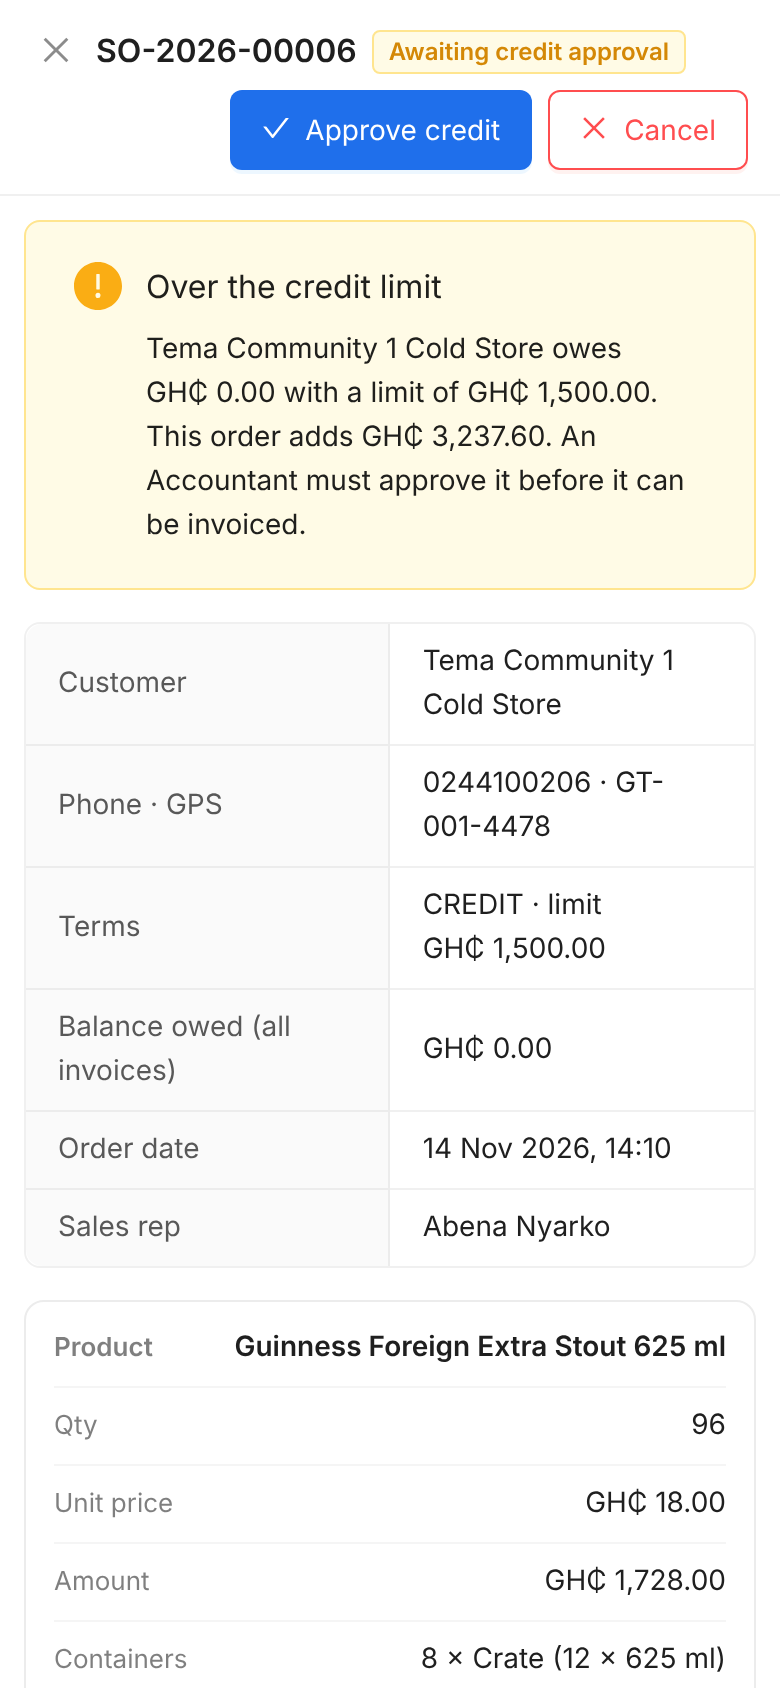 SO-2026-00006
Awaiting credit approval
Approve credit
Cancel
Over the credit limit
Tema Community 1 Cold Store owes
GH₵ 0.00 with a limit of GH₵ 1,500.00.
This order adds GH₵ 3,237.60. An
Accountant must approve it before it can
be invoiced.
Customer
Tema Community 1
Cold Store
Phone · GPS
0244100206 · GT-
001-4478
Terms
CREDIT · limit
GH₵ 1,500.00
Balance owed (all
invoices)
GH₵ 0.00
Order date
14 Nov 2026, 14:10
Sales rep
Abena Nyarko
Product
Guinness Foreign Extra Stout 625 ml
Qty
96
Unit price
GH₵ 18.00
Amount
GH₵ 1,728.00
Containers
8 × Crate (12 × 625 ml)